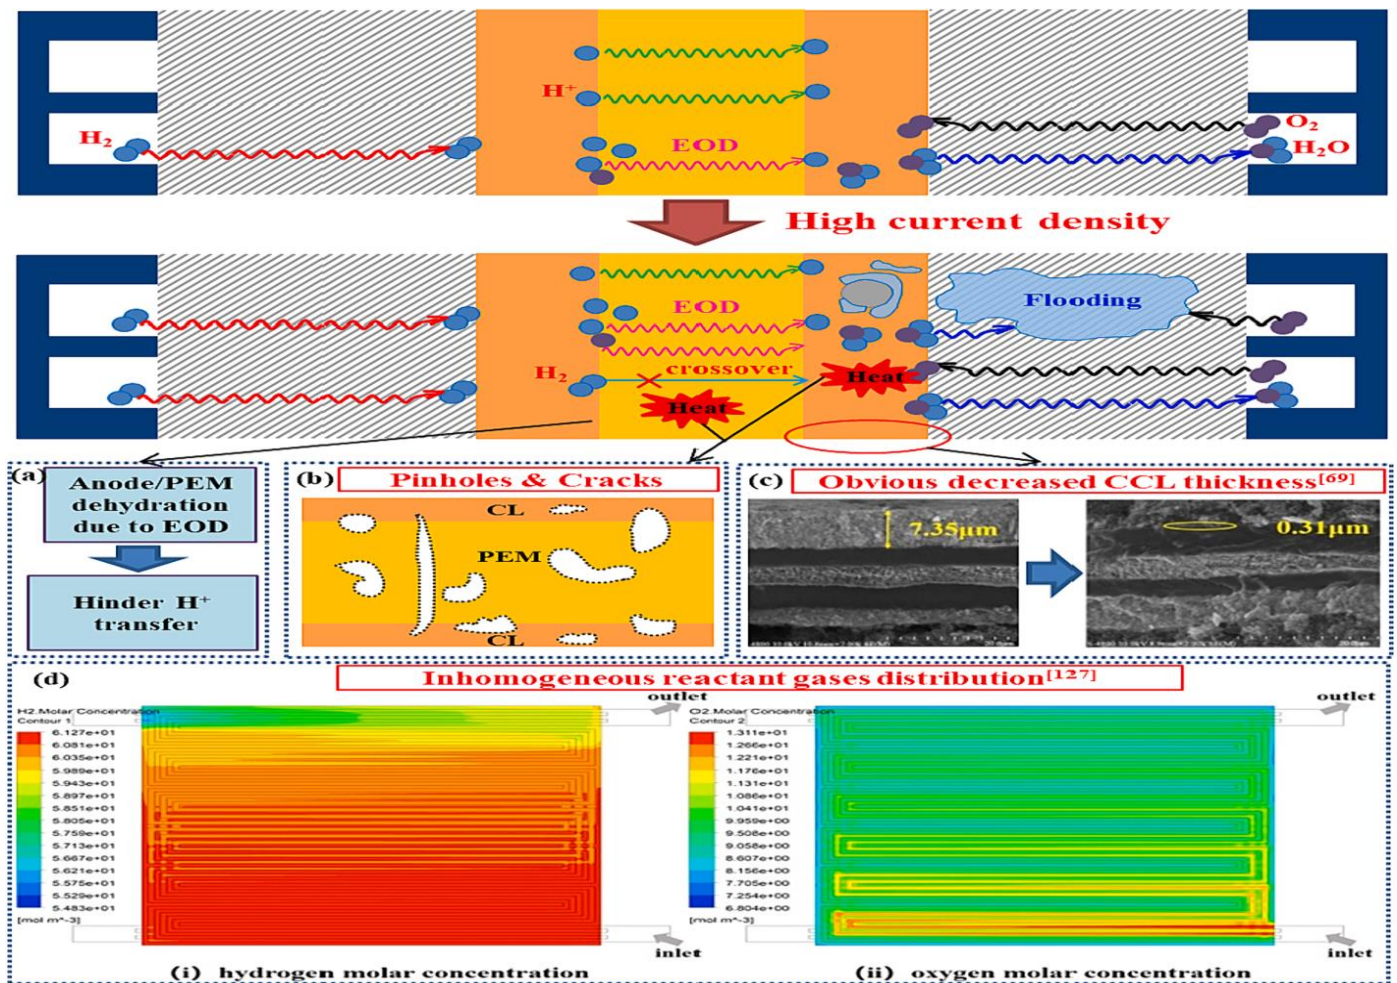 H₂
H⁺
EOD
O₂
H₂O
High current density
EOD
H₂
crossover
Heat
Heat
Flooding
(a)
Anode/PEM
dehydration
due to EOD
Hinder H⁺
transfer
(b)
Pinholes & Cracks
CL
PEM
CL
(c)
Obvious decreased CCL thickness[69]
7.35μm
0.31μm
(d)
Inhomogeneous reactant gases distribution[127]
outlet
H2.Molar Concentration
Contour 1
6.127e+01
6.081e+01
6.035e+01
5.989e+01
5.943e+01
5.897e+01
5.851e+01
5.805e+01
5.759e+01
5.713e+01
5.667e+01
5.621e+01
5.575e+01
5.529e+01
5.483e+01
[mol m^-3]
inlet
(i) hydrogen molar concentration
outlet
O2.Molar Concentration
Contour 2
1.311e+01
1.266e+01
1.221e+01
1.176e+01
1.131e+01
1.086e+01
1.041e+01
9.959e+00
9.508e+00
9.058e+00
8.607e+00
8.156e+00
7.705e+00
7.254e+00
6.804e+00
[mol m^-3]
inlet
(ii) oxygen molar concentration